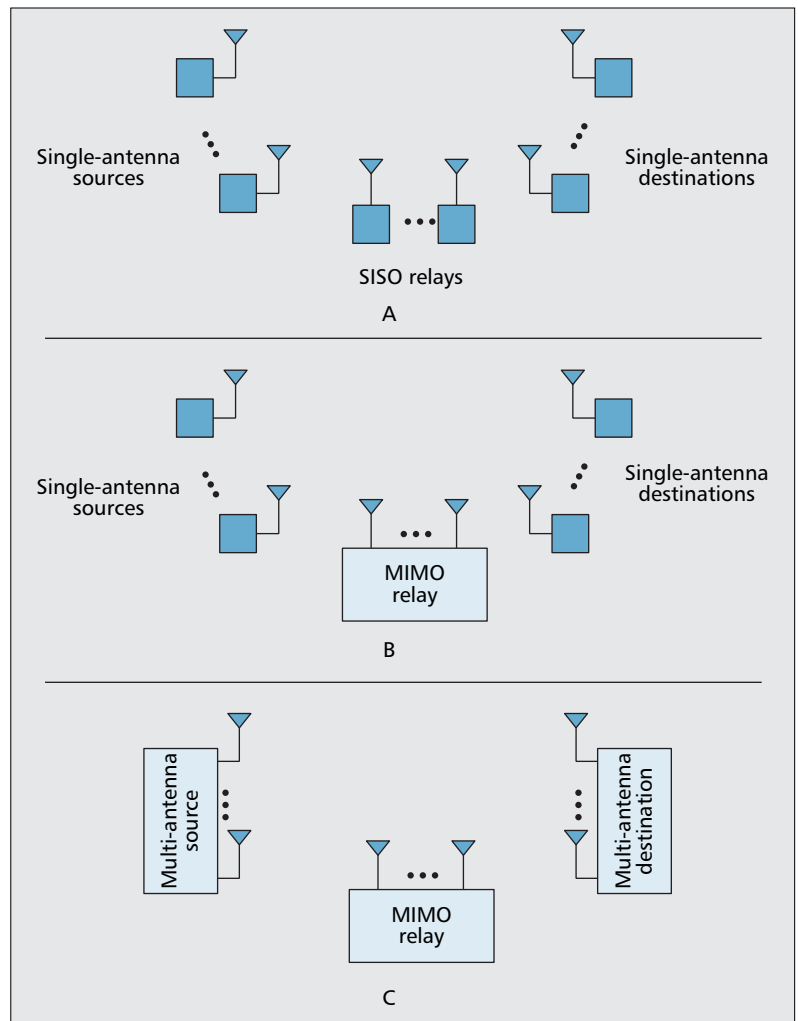 Single-antenna
sources
Single-antenna
destinations
SISO relays
A
Single-antenna
sources
Single-antenna
destinations
MIMO
relay
B
Multi-antenna
source
Multi-antenna
destination
MIMO
relay
C